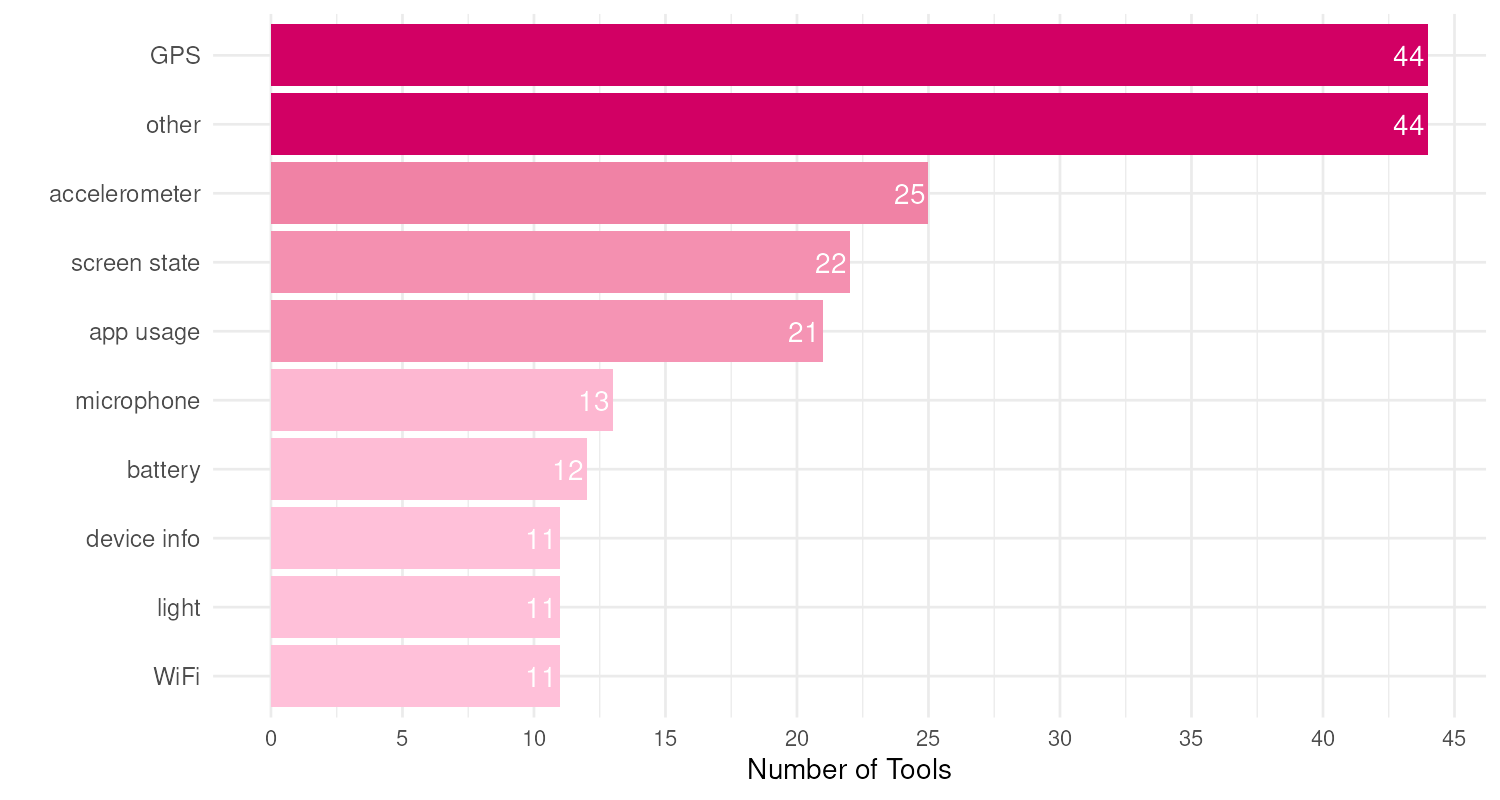 GPS 44
other 44
accelerometer 25
screen state 22
app usage 21
microphone 13
battery 12
device info 11
light 11
WiFi 11
0 5 10 15 20 25 30 35 40 45
Number of Tools